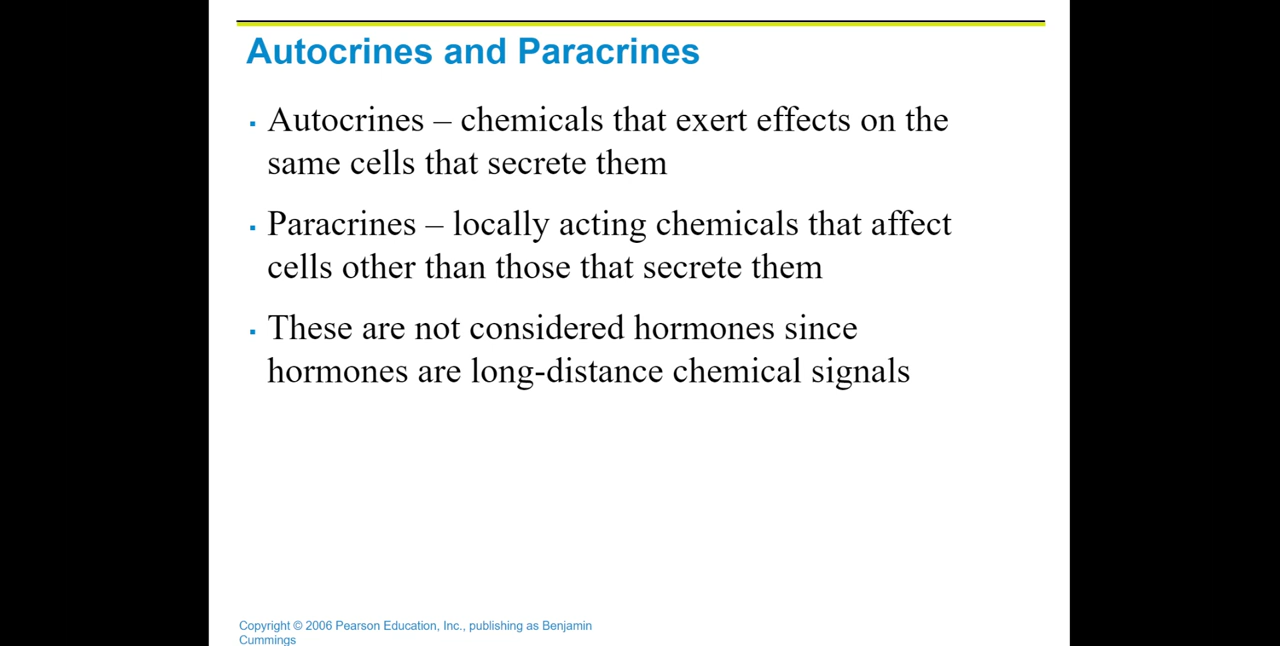 Autocrines and Paracrines
▪ Autocrines – chemicals that exert effects on the
same cells that secrete them
▪ Paracrines – locally acting chemicals that affect
cells other than those that secrete them
▪ These are not considered hormones since
hormones are long-distance chemical signals
Copyright © 2006 Pearson Education, Inc., publishing as Benjamin
Cummings